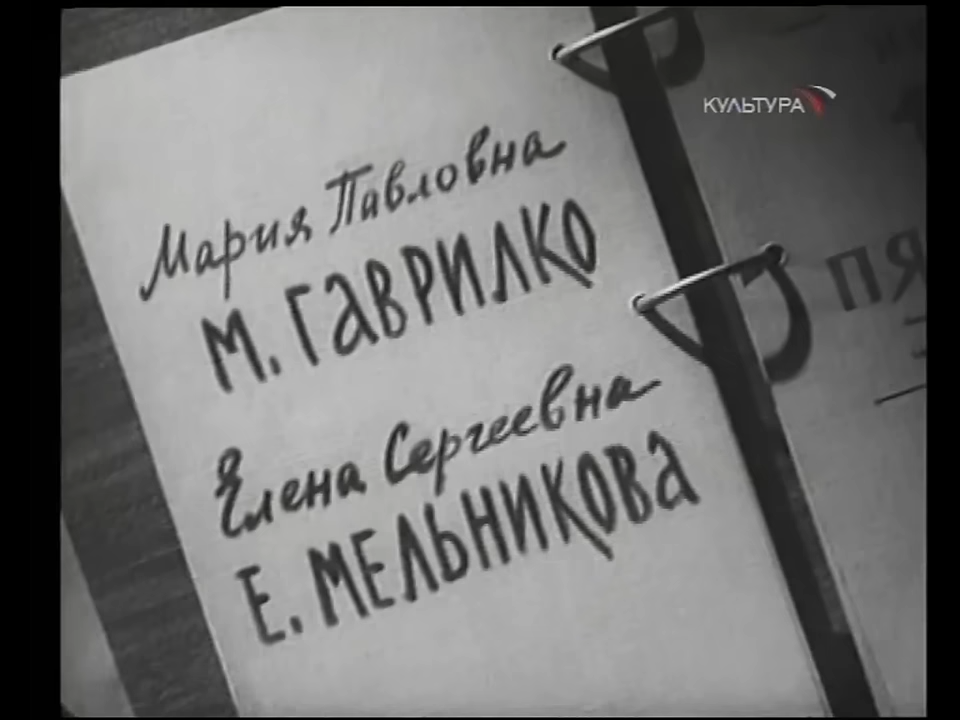 КУЛЬТУРА
Мария Павловна
М. ГАВРИЛКО
Елена Сергеевна
Е. МЕЛЬНИКОВА